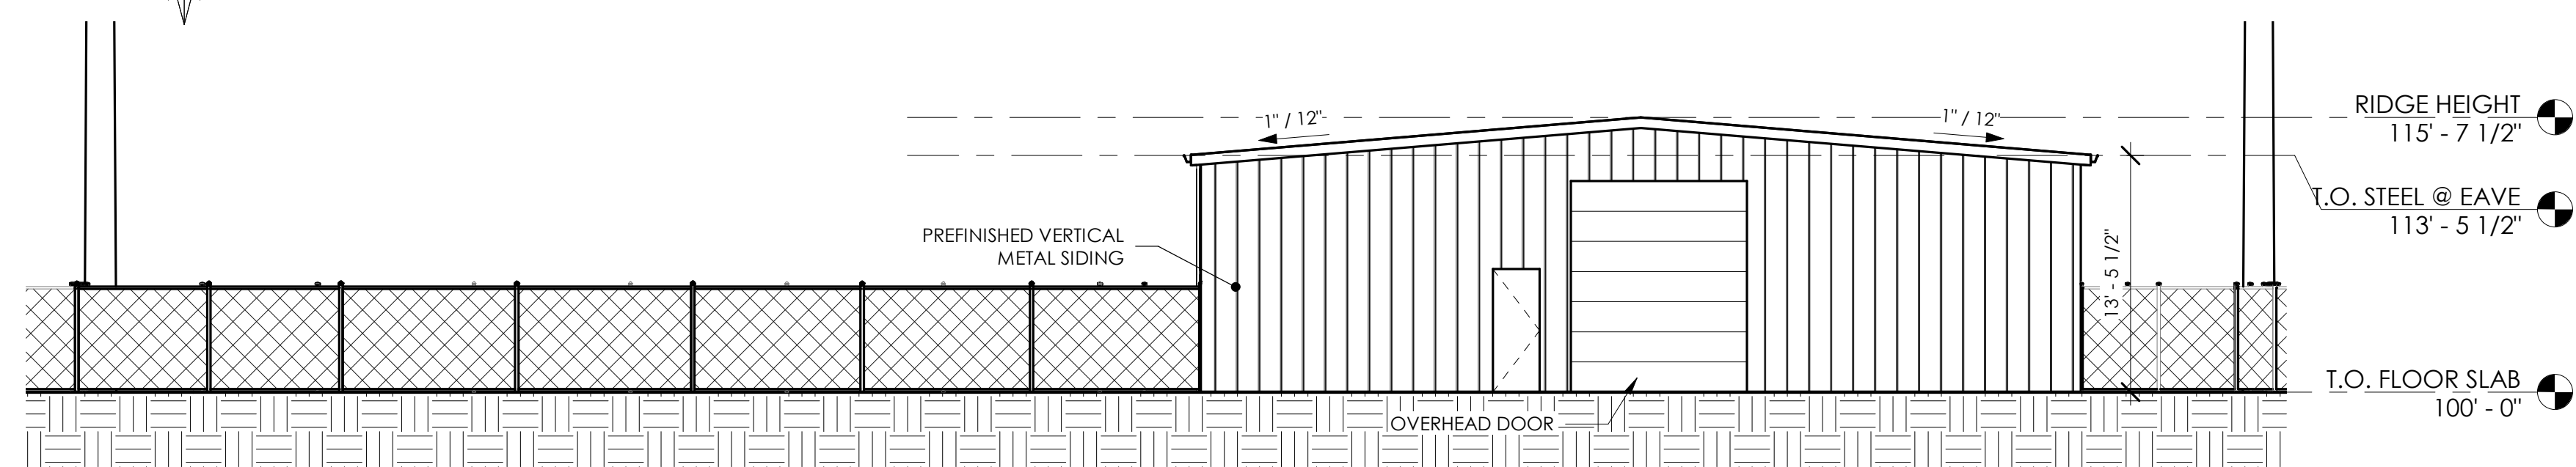 1" / 12"
1" / 12"
RIDGE HEIGHT
115' - 7 1/2"
T.O. STEEL @ EAVE
113' - 5 1/2"
PREFINISHED VERTICAL
METAL SIDING
13' - 5 1/2"
T.O. FLOOR SLAB
100' - 0"
OVERHEAD DOOR